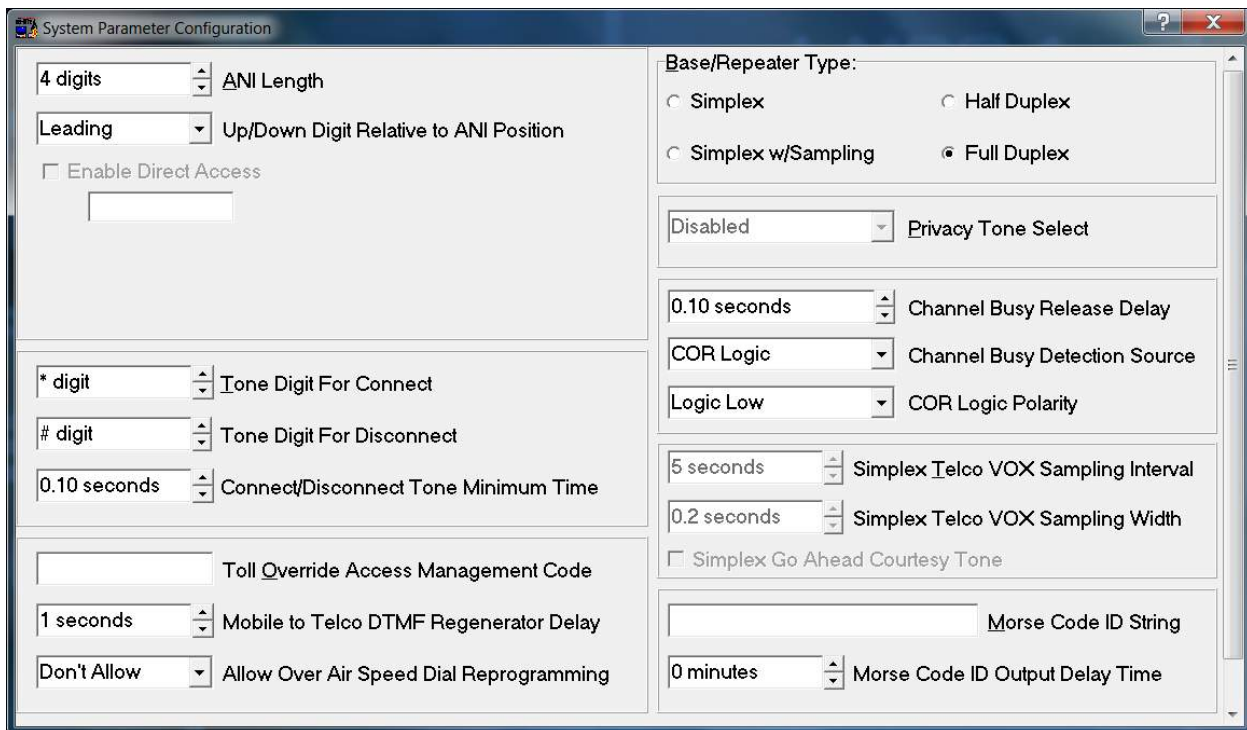 System Parameter Configuration
?
X
4 digits ANI Length
Leading Up/Down Digit Relative to ANI Position
Enable Direct Access
* digit Tone Digit For Connect
# digit Tone Digit For Disconnect
0.10 seconds Connect/Disconnect Tone Minimum Time
Toll Override Access Management Code
1 seconds Mobile to Telco DTMF Regenerator Delay
Don't Allow Allow Over Air Speed Dial Reprogramming
Base/Repeater Type:
Simplex Half Duplex
Simplex w/Sampling Full Duplex
Disabled Privacy Tone Select
0.10 seconds Channel Busy Release Delay
COR Logic Channel Busy Detection Source
Logic Low COR Logic Polarity
5 seconds Simplex Telco VOX Sampling Interval
0.2 seconds Simplex Telco VOX Sampling Width
Simplex Go Ahead Courtesy Tone
Morse Code ID String
0 minutes Morse Code ID Output Delay Time